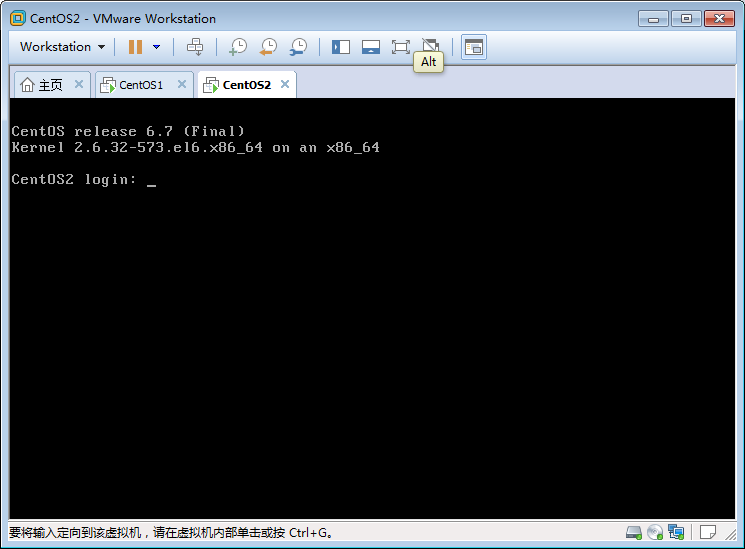 CentOS2 - VMware Workstation
Workstation
Alt
主页
CentOS1
CentOS2
CentOS release 6.7 (Final)
Kernel 2.6.32-573.el6.x86_64 on an x86_64
CentOS2 login: _
要将输入定向到该虚拟机，请在虚拟机内部单击或按 Ctrl+G。